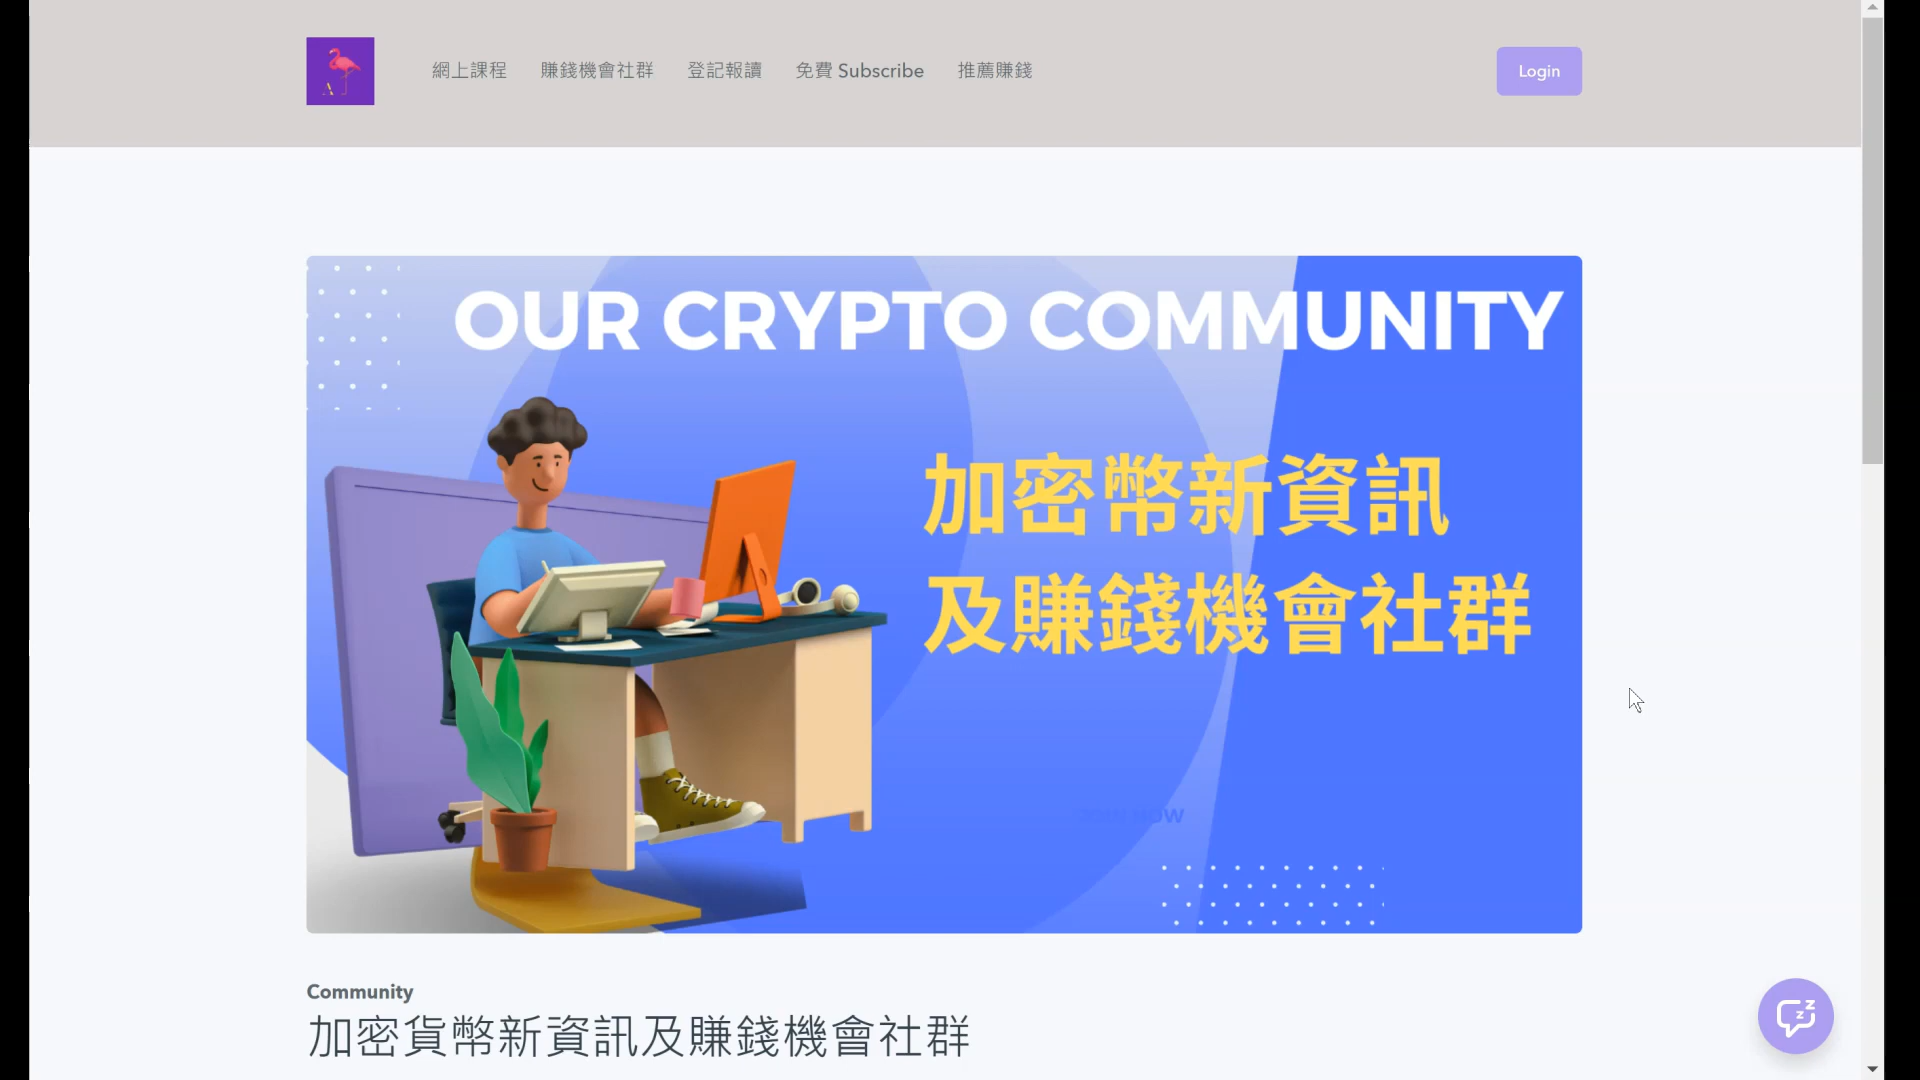 網上課程
賺錢機會社群
登記報讀
免費 Subscribe
推薦賺錢
Login
OUR CRYPTO COMMUNITY
加密幣新資訊
及賺錢機會社群
Community
加密貨幣新資訊及賺錢機會社群